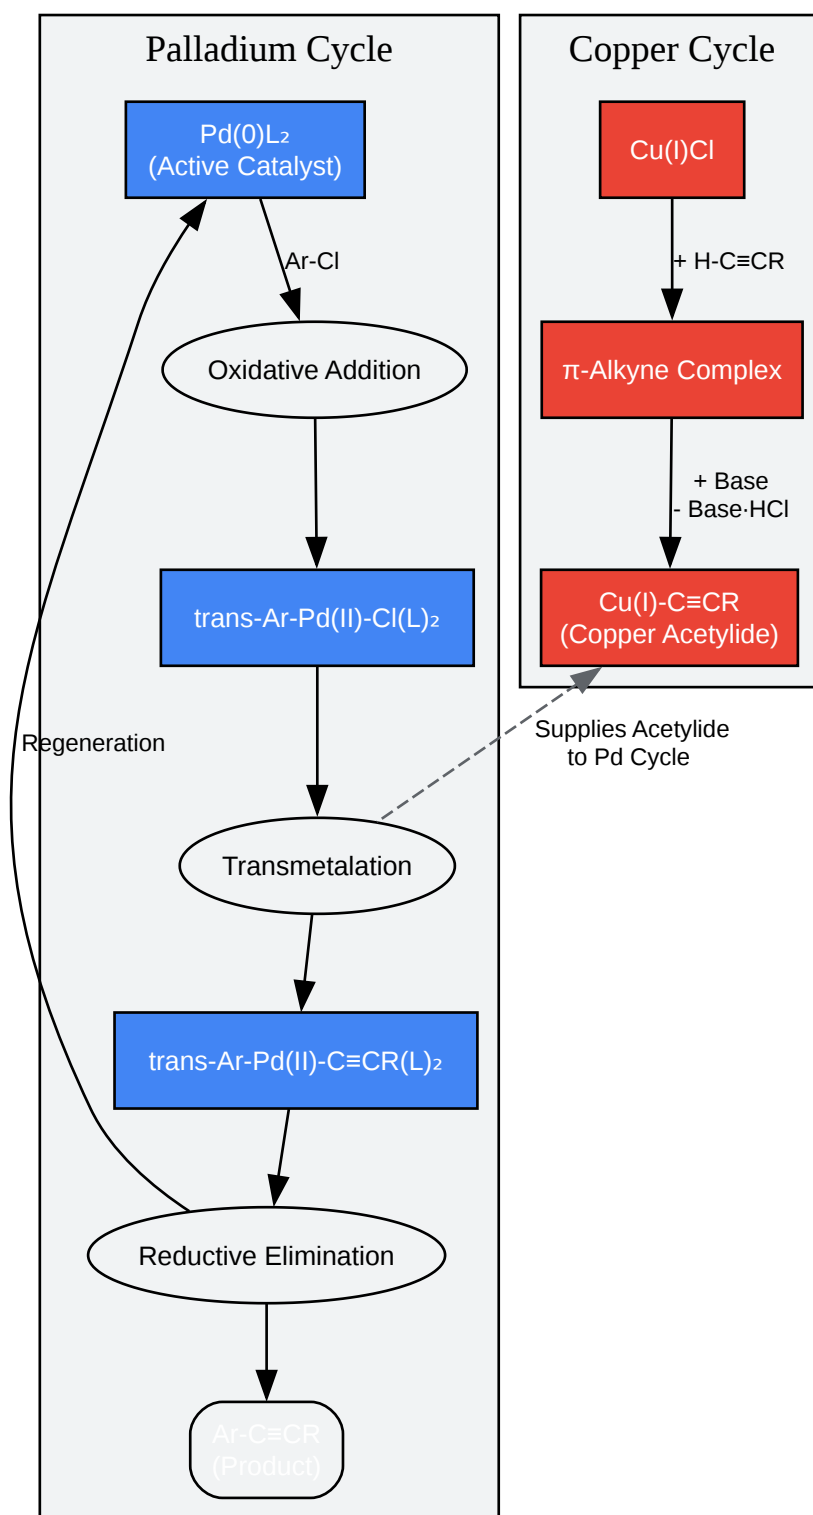 Palladium Cycle
Pd(0)L₂
(Active Catalyst)
Ar-Cl
Oxidative Addition
trans-Ar-Pd(II)-Cl(L)₂
Regeneration
Transmetalation
trans-Ar-Pd(II)-C≡CR(L)₂
Reductive Elimination
Ar-C≡CR
(Product)
Copper Cycle
Cu(I)Cl
+ H-C≡CR
π-Alkyne Complex
+ Base
- Base·HCl
Cu(I)-C≡CR
(Copper Acetylide)
Supplies Acetylide
to Pd Cycle